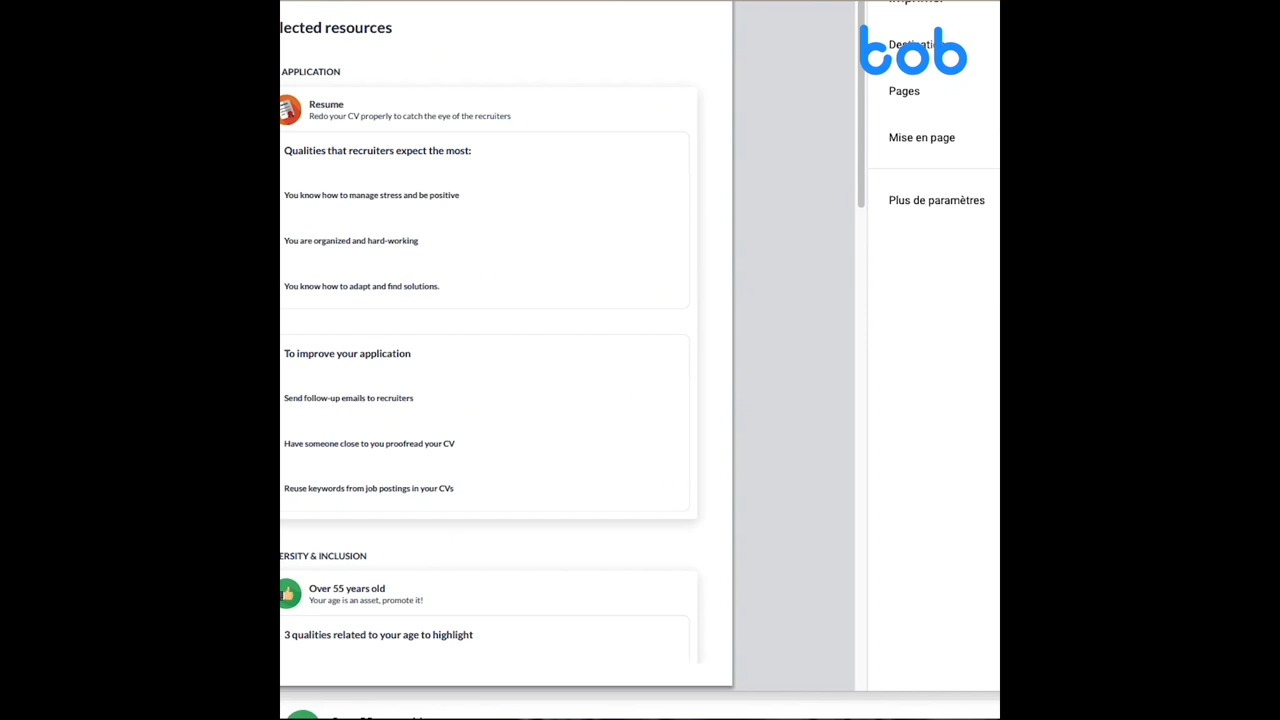 lected resources
APPLICATION
Resume
Redo your CV properly to catch the eye of the recruiters
Qualities that recruiters expect the most:
You know how to manage stress and be positive
You are organized and hard-working
You know how to adapt and find solutions.
To improve your application
Send follow-up emails to recruiters
Have someone close to you proofread your CV
Reuse keywords from job postings in your CVs
ERSITY & INCLUSION
Over 55 years old
Your age is an asset, promote it!
3 qualities related to your age to highlight
bob
Pages
Mise en page
Plus de paramètres